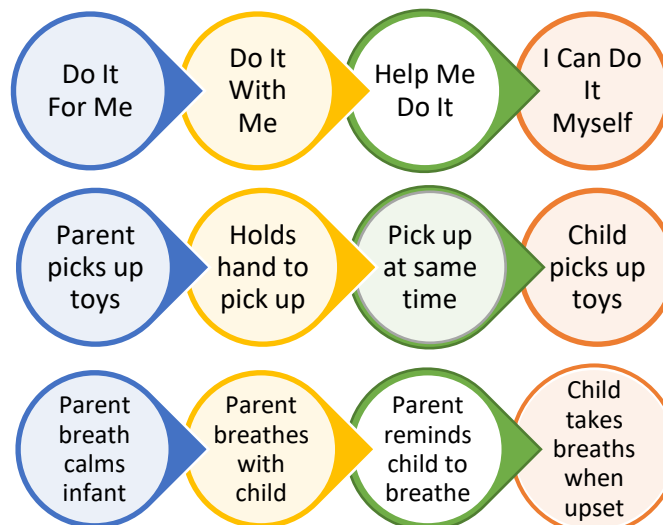 Do It
For Me
Do It
With
Me
Help Me
Do It
I Can Do
It
Myself
Parent
picks up
toys
Holds
hand to
pick up
Pick up
at same
time
Child
picks up
toys
Parent
breath
calms
infant
Parent
breathes
with
child
Parent
reminds
child to
breathe
Child
takes
breaths
when
upset